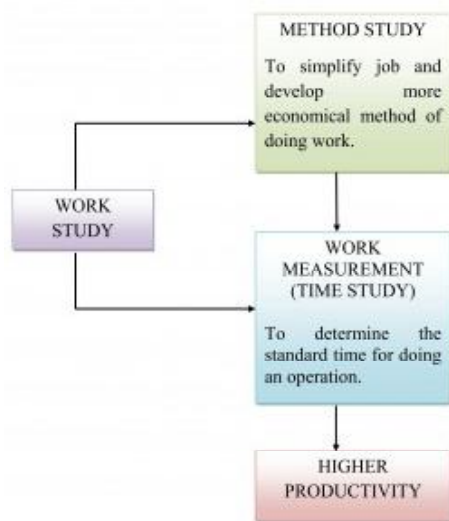 METHOD STUDY
To simplify job and
develop more
economical method of
doing work.
WORK
STUDY
WORK
MEASUREMENT
(TIME STUDY)
To determine the
standard time for doing
an operation.
HIGHER
PRODUCTIVITY